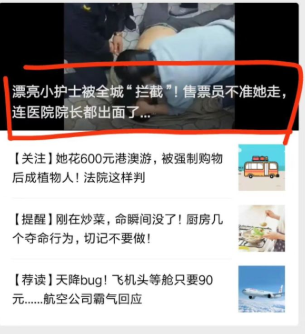 漂亮小护士被全城“拦截”！售票员不准她走，
连医院院长都出面了...
【关注】她花600元港澳游，被强制购物
后成植物人！法院这样判
【提醒】刚在炒菜，命瞬间没了！厨房几
个夺命行为，切记不要做！
【荐读】天降bug！飞机头等舱只要90
元......航空公司霸气回应